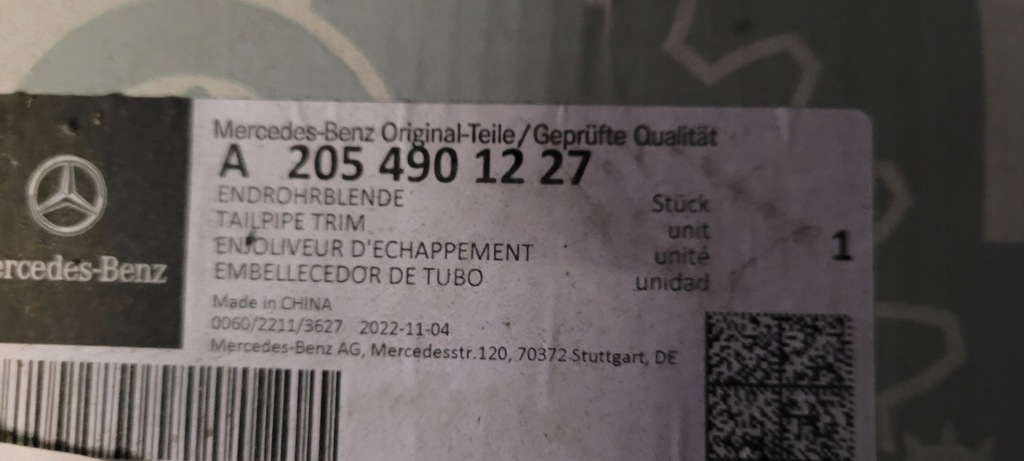 Mercedes-Benz Original-Teile/Geprüfte Qualität
A 205 490 12 27
ENDROHRBLENDE
TAILPIPE TRIM
ENJOLIVEUR D'ECHAPPEMENT
EMBELLECEDOR DE TUBO
Stück
unit
unité
unidad
1
Made in CHINA
0060/2211/3627 2022-11-04
Mercedes-Benz AG, Mercedesstr.120, 70372 Stuttgart, DE
ercedes-Benz